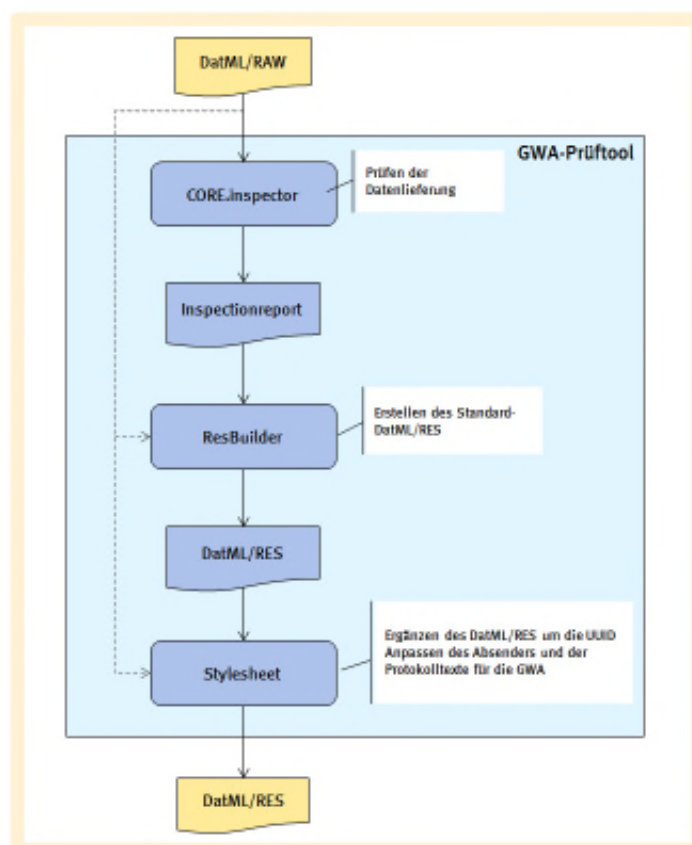 DatML/RAW
GWA-Prüftool
CORE.inspector
Prüfen der
Datenlieferung
Inspectionreport
ResBuilder
Erstellen des Standard-
DatML/RES
DatML/RES
Stylesheet
Ergänzen des DatML/RES um die UUID
Anpassen des Absenders und der
Protokolltexte für die GWA
DatML/RES